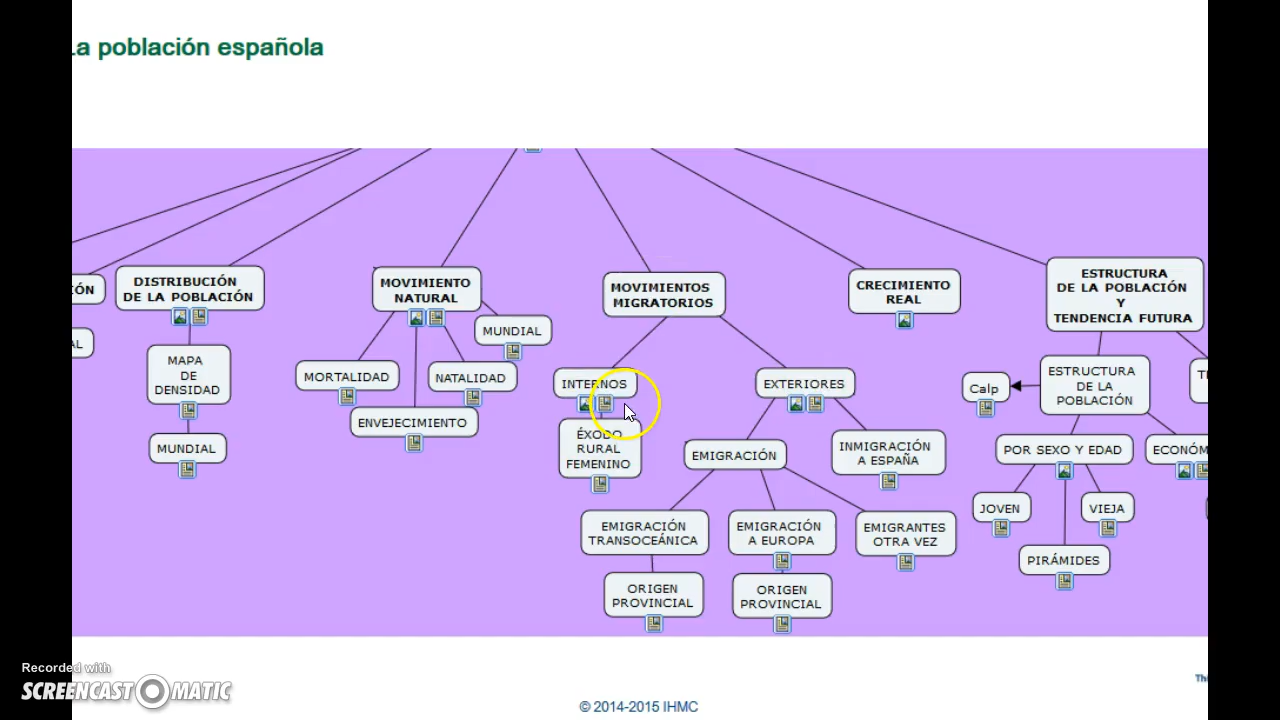 La población española
DISTRIBUCIÓN
DE LA POBLACIÓN
MAPA
DE
DENSIDAD
MUNDIAL
MOVIMIENTO
NATURAL
MUNDIAL
MORTALIDAD
NATALIDAD
ENVEJECIMIENTO
MOVIMIENTOS
MIGRATORIOS
INTERNOS
ÉXODO
RURAL
FEMENINO
EXTERIORES
EMIGRACIÓN
INMIGRACIÓN
A ESPAÑA
EMIGRACIÓN
TRANSOCEÁNICA
EMIGRACIÓN
A EUROPA
EMIGRANTES
OTRA VEZ
ORIGEN
PROVINCIAL
ORIGEN
PROVINCIAL
CRECIMIENTO
REAL
ESTRUCTURA
DE LA POBLACIÓN
Y
TENDENCIA FUTURA
Calp
ESTRUCTURA
DE LA
POBLACIÓN
POR SEXO Y EDAD
JOVEN
VIEJA
PIRÁMIDES
Recorded with
SCREENCAST-O-MATIC
© 2014-2015 IHMC